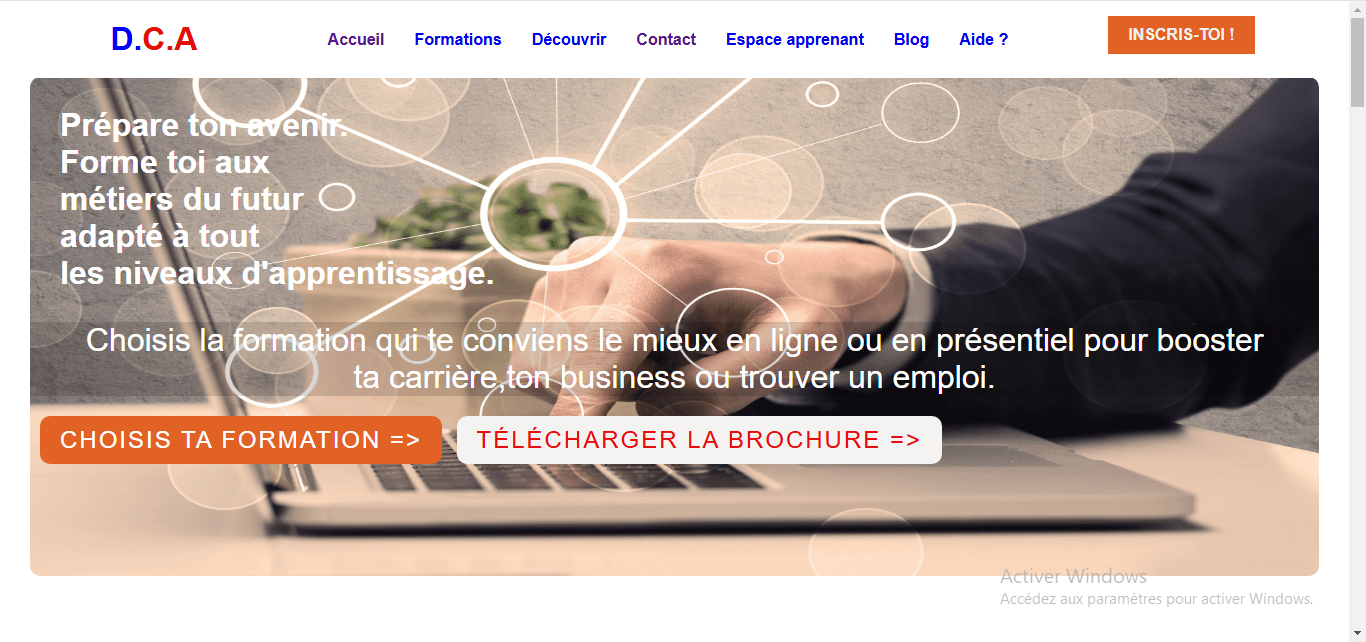 D.C.A
Accueil Formations Découvrir Contact Espace apprenant Blog Aide ?
INSCRIS-TOI !
Prépare ton avenir.
Forme toi aux
métiers du futur
adapté à tout
les niveaux d'apprentissage.
Choisis la formation qui te conviens le mieux en ligne ou en présentiel pour booster
ta carrière,ton business ou trouver un emploi.
CHOISIS TA FORMATION => TÉLÉCHARGER LA BROCHURE =>
Activer Windows
Accédez aux paramètres pour activer Windows.